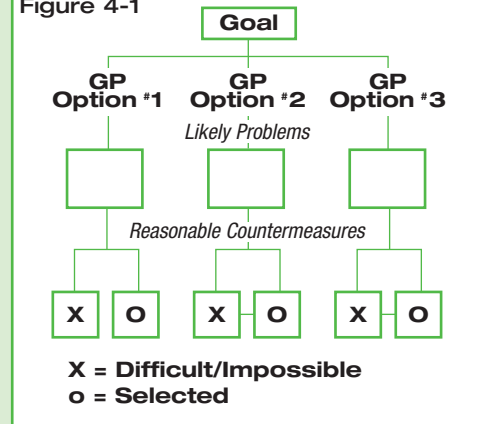 Figure 4-1
Goal
GP GP GP
Option #1 Option #2 Option #3
Likely Problems
Reasonable Countermeasures
X O X O X O
X = Difficult/Impossible
o = Selected